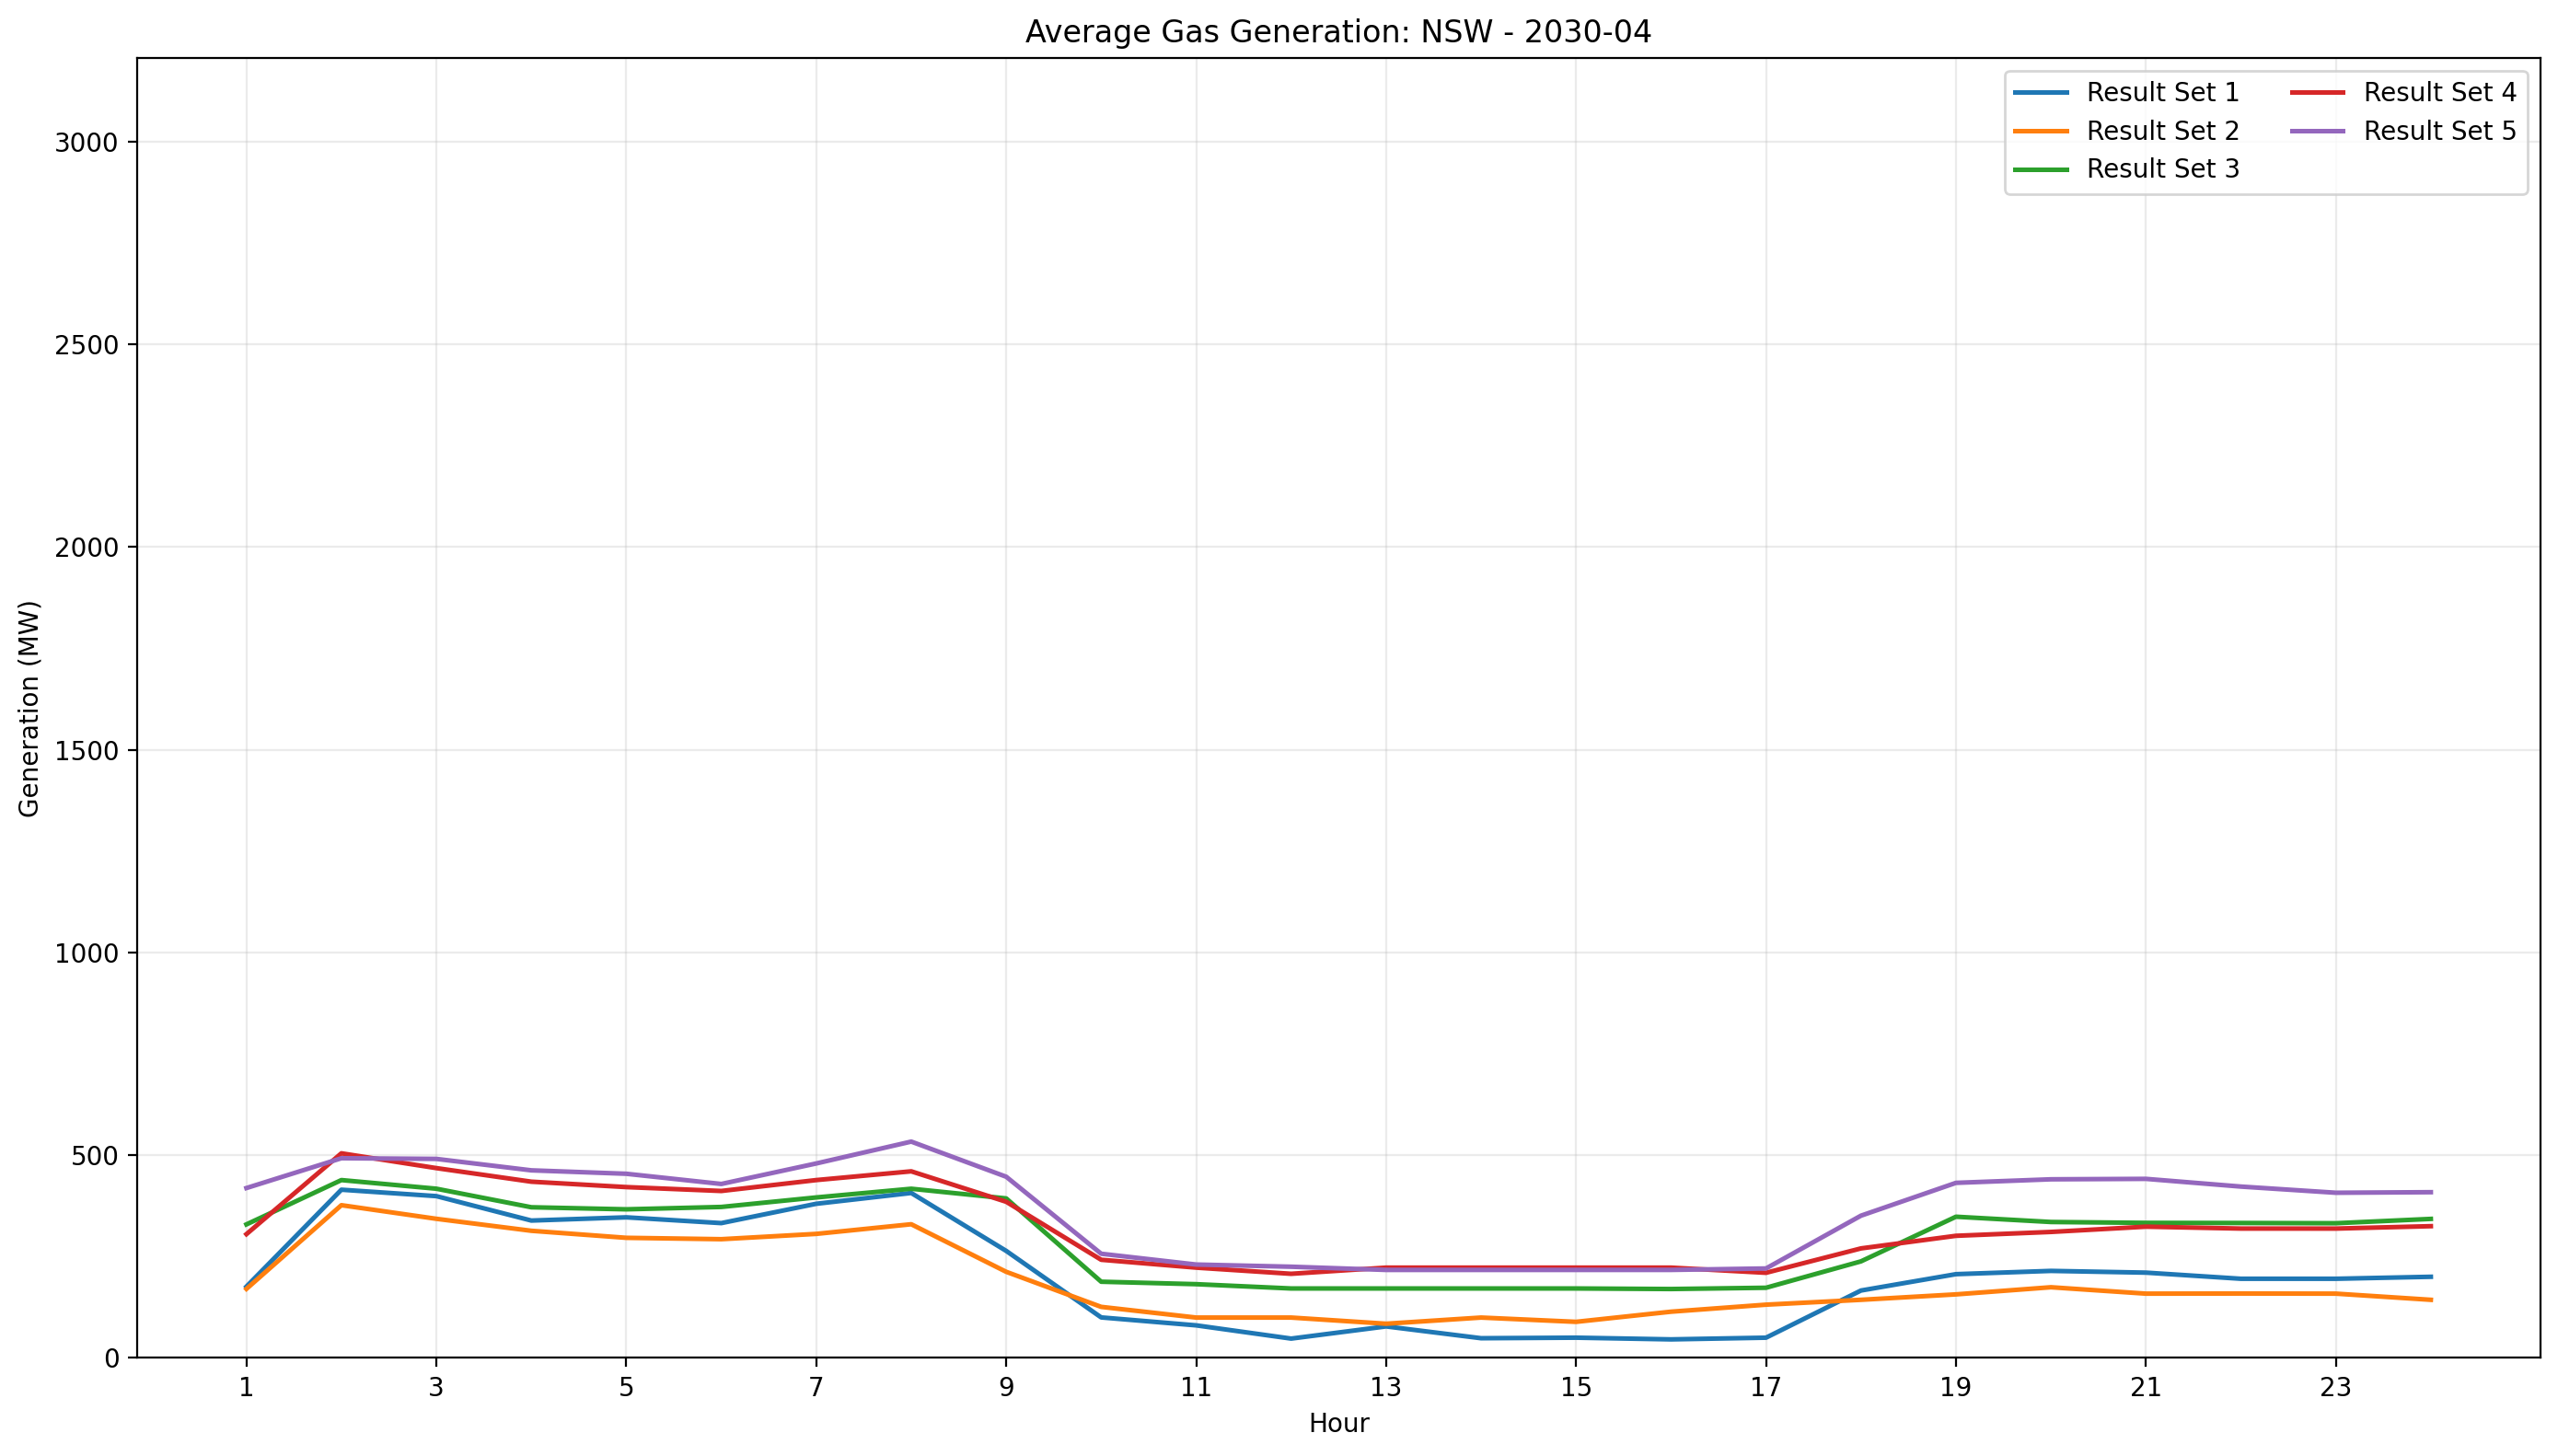 Average Gas Generation: NSW - 2030-04
Result Set 1
Result Set 2
Result Set 3
Result Set 4
Result Set 5
Generation (MW)
3000
2500
2000
1500
1000
500
0
1 3 5 7 9 11 13 15 17 19 21 23
Hour